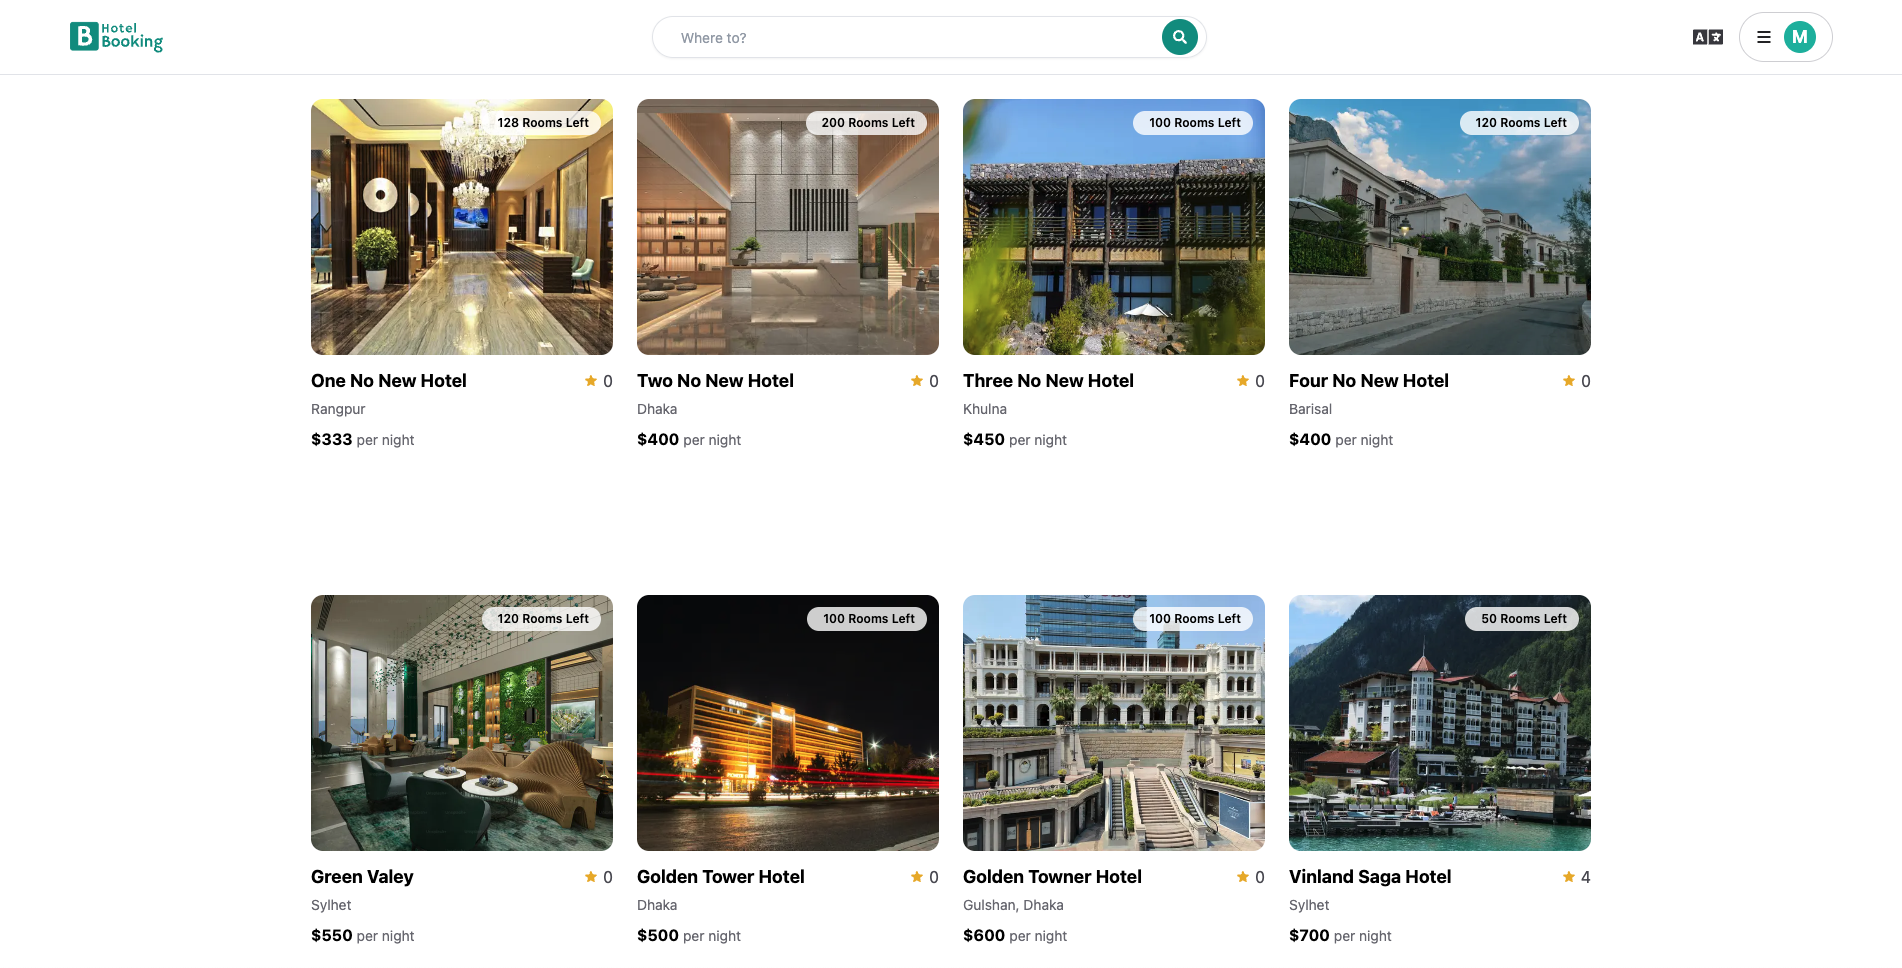 B Hotel
Booking
Where to?
M
128 Rooms Left
200 Rooms Left
100 Rooms Left
120 Rooms Left
One No New Hotel
0
Two No New Hotel
0
Three No New Hotel
0
Four No New Hotel
0
Rangpur
Dhaka
Khulna
Barisal
$333 per night
$400 per night
$450 per night
$400 per night
120 Rooms Left
100 Rooms Left
100 Rooms Left
50 Rooms Left
Green Valey
0
Golden Tower Hotel
0
Golden Towner Hotel
0
Vinland Saga Hotel
4
Sylhet
Dhaka
Gulshan, Dhaka
Sylhet
$550 per night
$500 per night
$600 per night
$700 per night